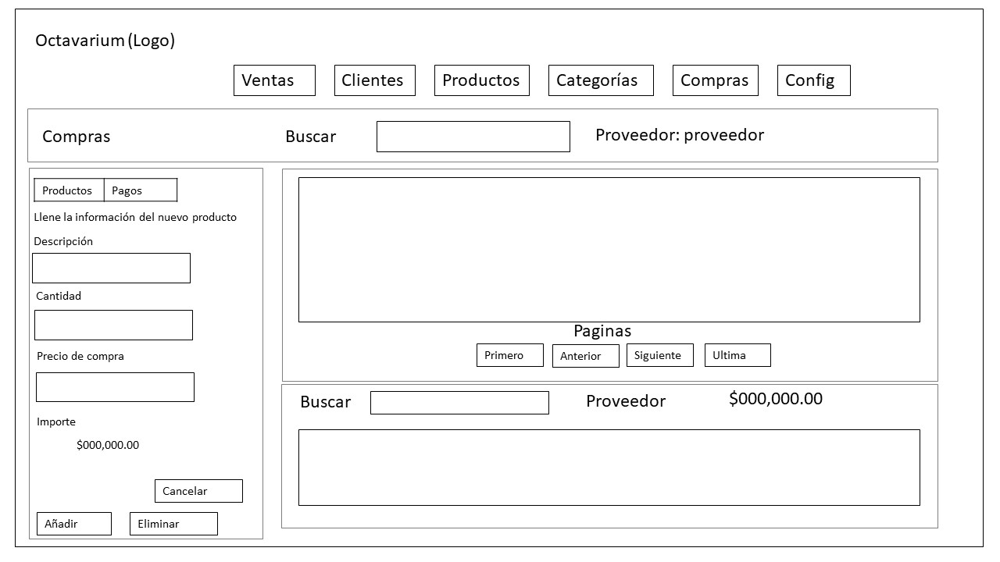 Octavarium (Logo)
Ventas
Clientes
Productos
Categorías
Compras
Config
Compras
Buscar
Proveedor: proveedor
Productos
Pagos
Llene la información del nuevo producto
Descripción
Cantidad
Precio de compra
Importe
$000,000.00
Cancelar
Añadir
Eliminar
Paginas
Primero
Anterior
Siguiente
Ultima
Buscar
Proveedor
$000,000.00